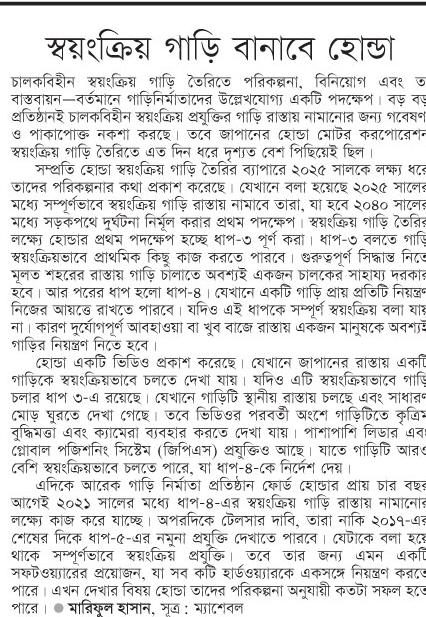 স্বয়ংক্রিয় গাড়ি বানাবে হোন্ডা
চালকবিহীন স্বয়ংক্রিয় গাড়ি তৈরিতে পরিকল্পনা, বিনিয়োগ এবং ত
বাস্তবায়ন—বর্তমানে গাড়িনির্মাতাদের উল্লেখযোগ্য একটি পদক্ষেপ। বড় বড়
প্রতিষ্ঠানই চালকবিহীন স্বয়ংক্রিয় প্রযুক্তির গাড়ি রাস্তায় নামানোর জন্য গবেষণ
ও পাকাপোক্ত নকশা করছে। তবে জাপানের হোন্ডা মোটর করপোরেশন
স্বয়ংক্রিয় গাড়ি তৈরিতে এত দিন ধরে দৃশ্যত বেশ পিছিয়েই ছিল।
সম্প্রতি হোন্ডা স্বয়ংক্রিয় গাড়ি তৈরির ব্যাপারে ২০২৫ সালকে লক্ষ্য ধরে
তাদের পরিকল্পনার কথা প্রকাশ করেছে। যেখানে বলা হয়েছে ২০২৫ সালের
মধ্যে সম্পূর্ণভাবে স্বয়ংক্রিয় গাড়ি রাস্তায় নামাবে তারা, যা হবে ২০৪০ সালের
মধ্যে সড়কপথে দুর্ঘটনা নির্মূল করার প্রথম পদক্ষেপ। স্বয়ংক্রিয় গাড়ি তৈরির
লক্ষ্যে হোন্ডার প্রথম পদক্ষেপ হচ্ছে ধাপ-৩ পূর্ণ করা। ধাপ-৩ বলতে গাড়ি
স্বয়ংক্রিয়ভাবে প্রাথমিক কিছু কাজ করতে পারবে। গুরুত্বপূর্ণ সিদ্ধান্ত নিতে
মূলত শহরের রাস্তায় গাড়ি চালাতে অবশ্যই একজন চালকের সাহায্য দরকার
হবে। আর পরের ধাপ হলো ধাপ-৪। যেখানে একটি গাড়ি প্রায় প্রতিটি নিয়ন্ত্রণ
নিজের আয়ত্তে রাখতে পারবে। যদিও এই ধাপকে সম্পূর্ণ স্বয়ংক্রিয় বলা যায়
না। কারণ দুর্যোগপূর্ণ আবহাওয়া বা খুব বাজে রাস্তায় একজন মানুষকে অবশ্যই
গাড়ির নিয়ন্ত্রণ নিতে হবে।
হোন্ডা একটি ভিডিও প্রকাশ করেছে। যেখানে জাপানের রাস্তায় একটি
গাড়িকে স্বয়ংক্রিয়ভাবে চলতে দেখা যায়। যদিও এটি স্বয়ংক্রিয়ভাবে গাড়ি
চলার ধাপ ৩-এ রয়েছে। যেখানে গাড়িটি স্থানীয় রাস্তায় চলছে এবং সাধারণ
মোড় ঘুরতে দেখা গেছে। তবে ভিডিওর পরবর্তী অংশে গাড়িটিতে কৃত্রিম
বুদ্ধিমত্তা এবং ক্যামেরা ব্যবহার করতে দেখা যায়। পাশাপাশি লিডার এবং
গ্লোবাল পজিশনিং সিস্টেম (জিপিএস) প্রযুক্তিও আছে। যাতে গাড়িটি আরও
বেশি স্বয়ংক্রিয়ভাবে চলতে পারে, যা ধাপ-৪-কে নির্দেশ দেয়।
এদিকে আরেক গাড়ি নির্মাতা প্রতিষ্ঠান ফোর্ড হোন্ডার প্রায় চার বছর
আগেই ২০২১ সালের মধ্যে ধাপ-৪-এর স্বয়ংক্রিয় গাড়ি রাস্তায় নামানোর
লক্ষ্যে কাজ করে যাচ্ছে। অপরদিকে টেলসার দাবি, তারা নাকি ২০১৭-এর
শেষের দিকে ধাপ-৫-এর নমুনা প্রযুক্তি দেখাতে পারবে। যেটাকে বলা হয়ে
থাকে সম্পূর্ণভাবে স্বয়ংক্রিয় প্রযুক্তি। তবে তার জন্য এমন একটি
সফটওয়্যারের প্রয়োজন, যা সব কটি হার্ডওয়্যারকে একসঙ্গে নিয়ন্ত্রণ করতে
পারে। এখন দেখার বিষয় হোন্ডা তাদের পরিকল্পনা অনুযায়ী কতটা সফল হতে
পারে। ● মারিফুল হাসান, সূত্র : ম্যাশেবল